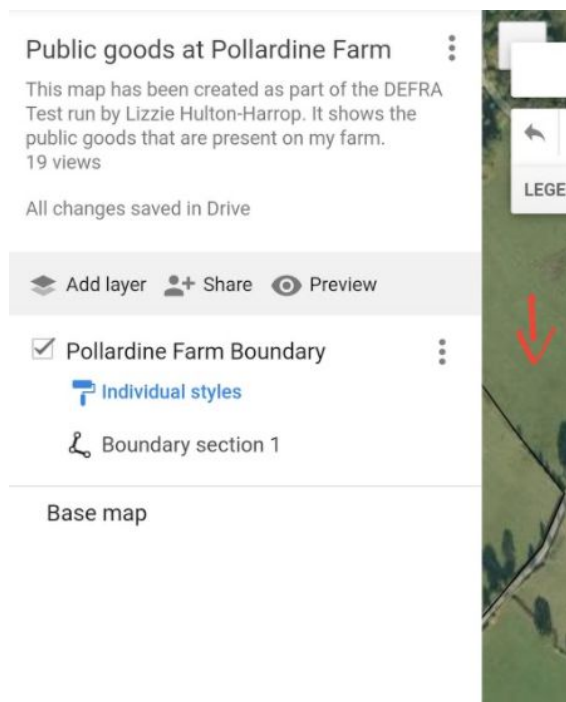 Public goods at Pollardine Farm
This map has been created as part of the DEFRA
Test run by Lizzie Hulton-Harrop. It shows the
public goods that are present on my farm.
19 views
All changes saved in Drive
LEGE
Add layer Share Preview
Pollardine Farm Boundary
Individual styles
Boundary section 1
Base map